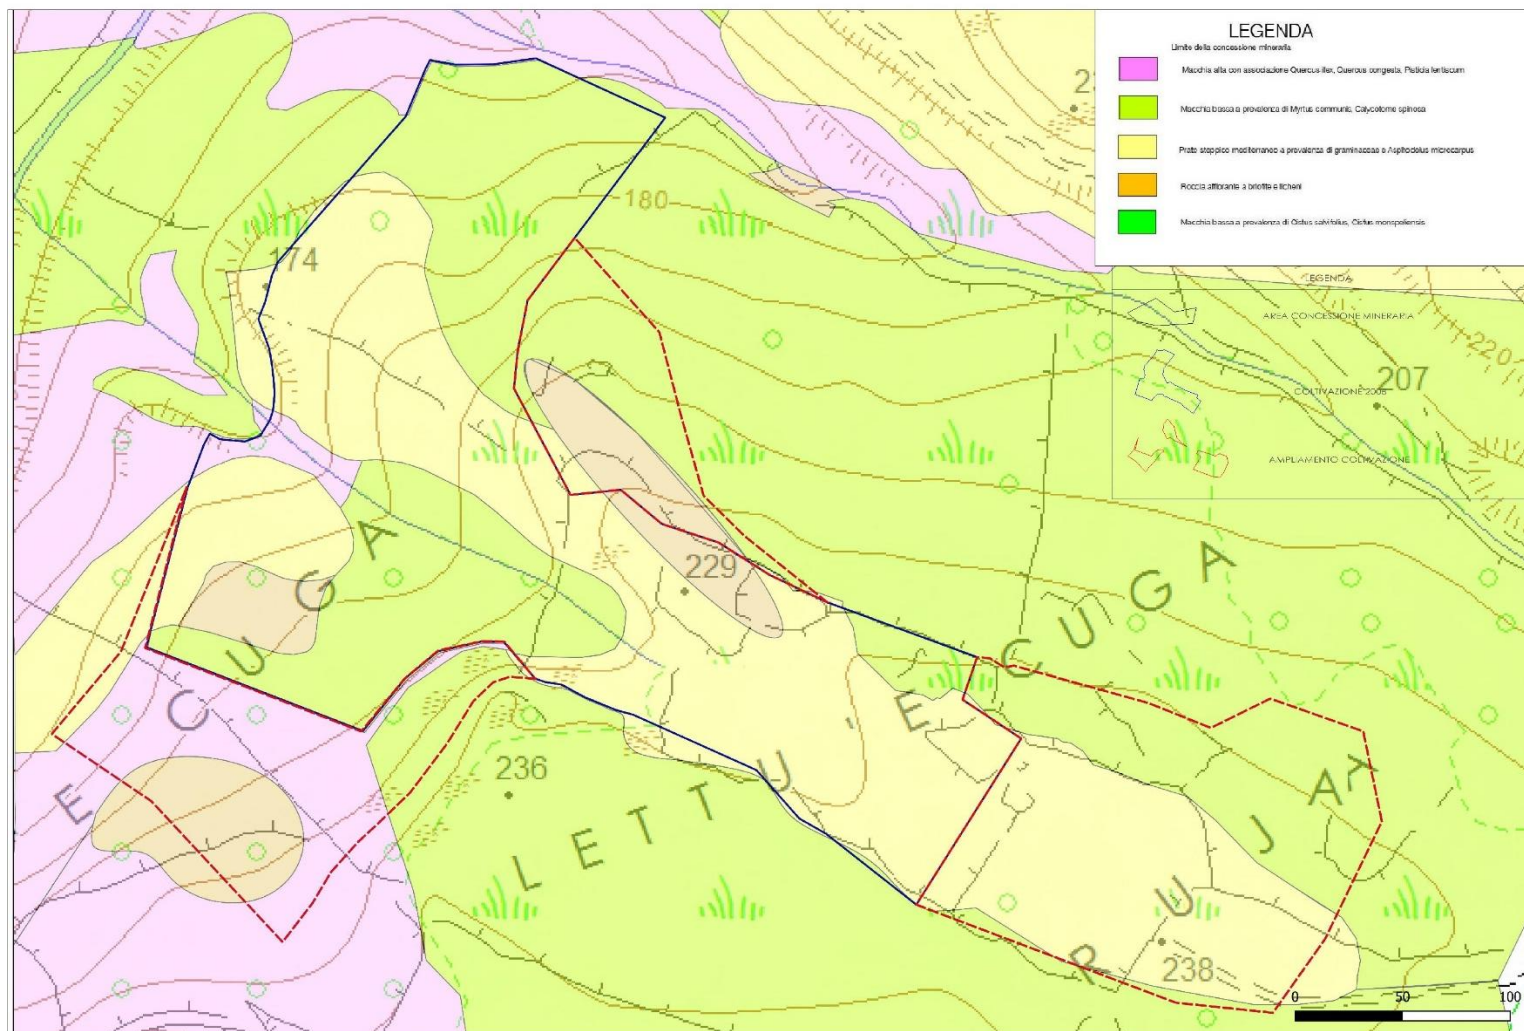 LEGENDA
Limite della concessione mineraria
Macchia alta con associazione Quercus ilex, Quercus congesta, Pisticia lentiscum
Macchia bassa a prevalenza di Myrtus communis, Calycotome spinosa
Prato steppico mediterraneo a prevalenza di graminaceae e Asphodelus microcarpus
Roccia affiorante a briofite e licheni
Macchia bassa a prevalenza di Cistus salvifolius, Cistus monspeliensis
LEGENDA
AREA CONCESSIONE MINERARIA
COLTIVAZIONE 2008
AMPLIAMENTO COLTIVAZIONE
180
174
220
207
229
236
238
E CUGA
LETTU 'E CUGA
RUJA
0 50 100